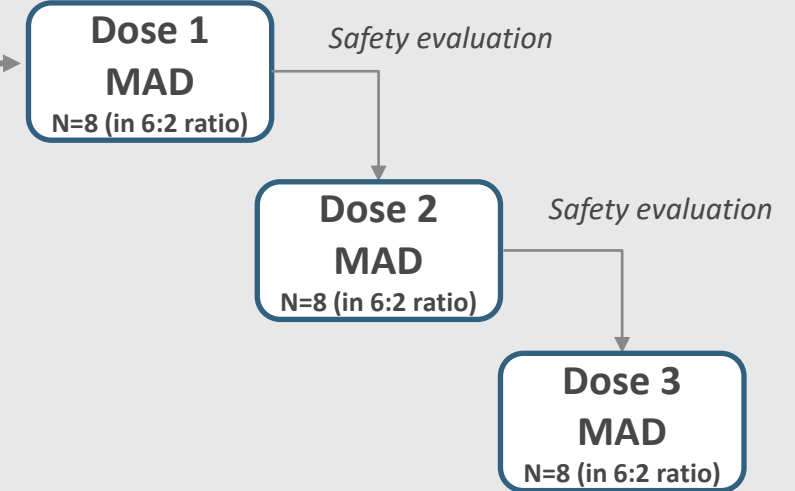 Dose 1
MAD
N=8 (in 6:2 ratio)
Safety evaluation
Dose 2
MAD
N=8 (in 6:2 ratio)
Safety evaluation
Dose 3
MAD
N=8 (in 6:2 ratio)